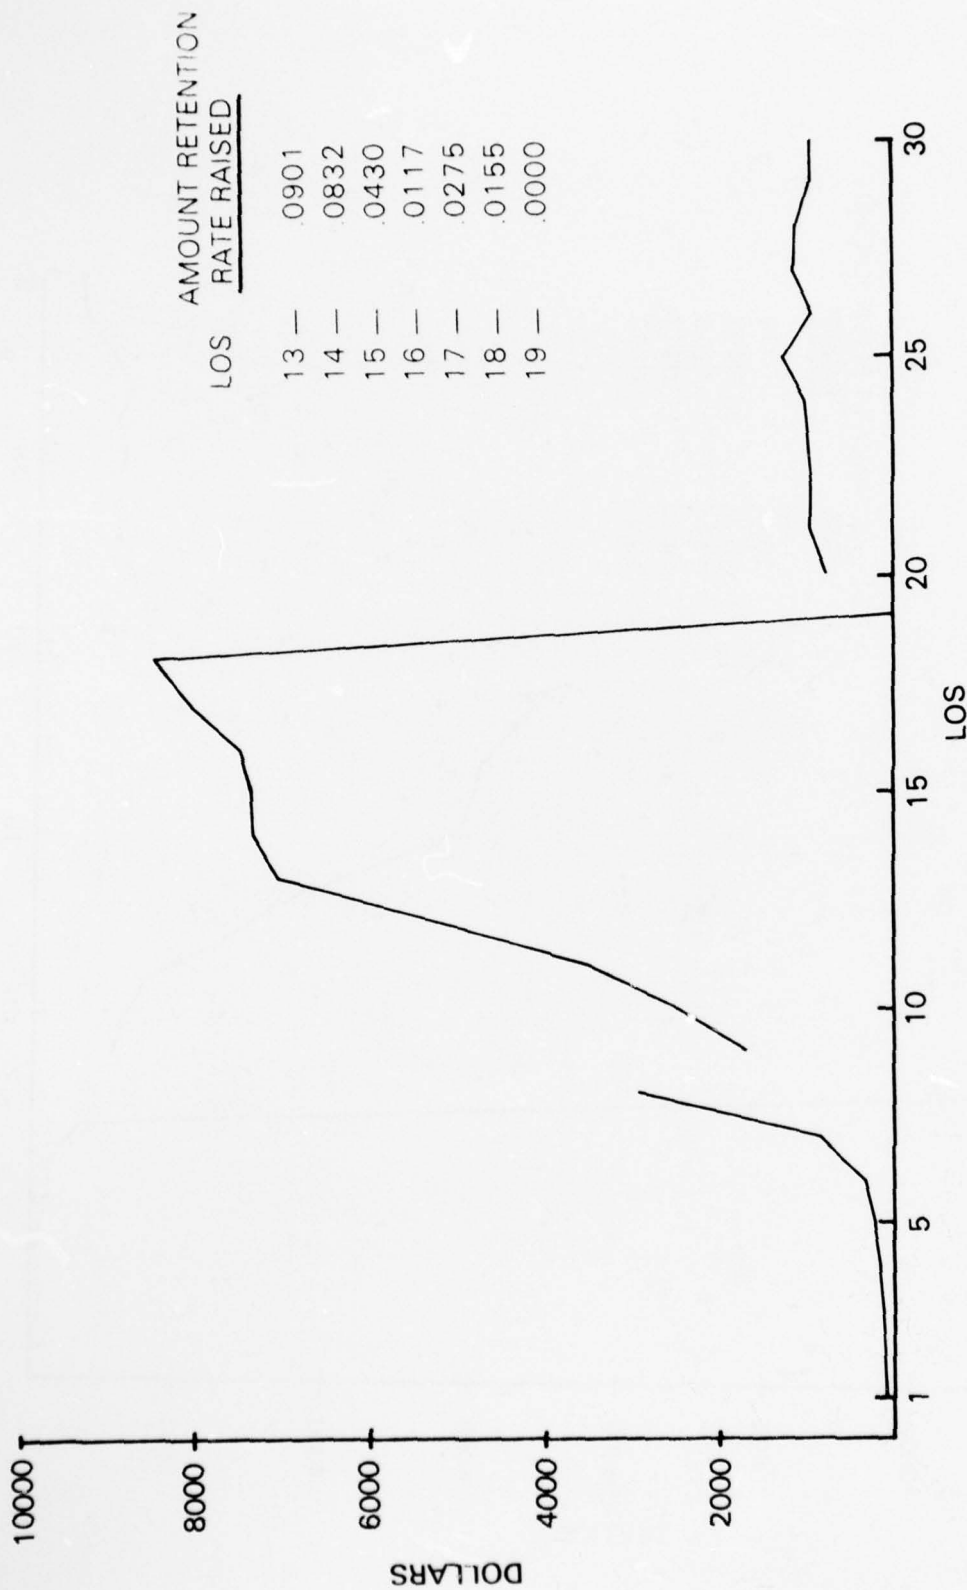 AMOUNT RETENTION
LOS RATE RAISED
13 — .0901
14 — .0832
15 — .0430
16 — .0117
17 — .0275
18 — .0155
19 — .0000
10000
8000
6000
4000
2000
DOLLARS
1 5 10 15 20 25 30
LOS